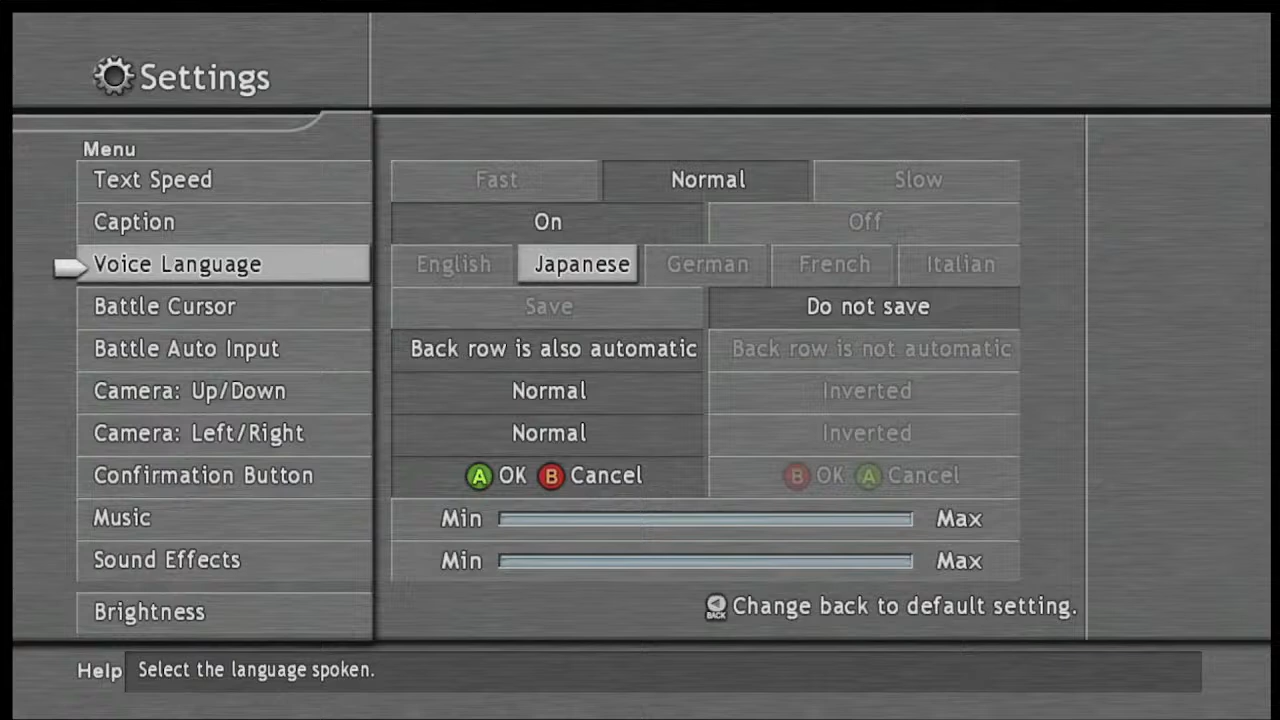 Settings
Menu
Text Speed Fast Normal Slow
Caption On Off
Voice Language English Japanese German French Italian
Battle Cursor Save Do not save
Battle Auto Input Back row is also automatic Back row is not automatic
Camera: Up/Down Normal Inverted
Camera: Left/Right Normal Inverted
Confirmation Button A OK B Cancel B OK A Cancel
Music Min Max
Sound Effects Min Max
Brightness
BACK Change back to default setting.
Help Select the language spoken.